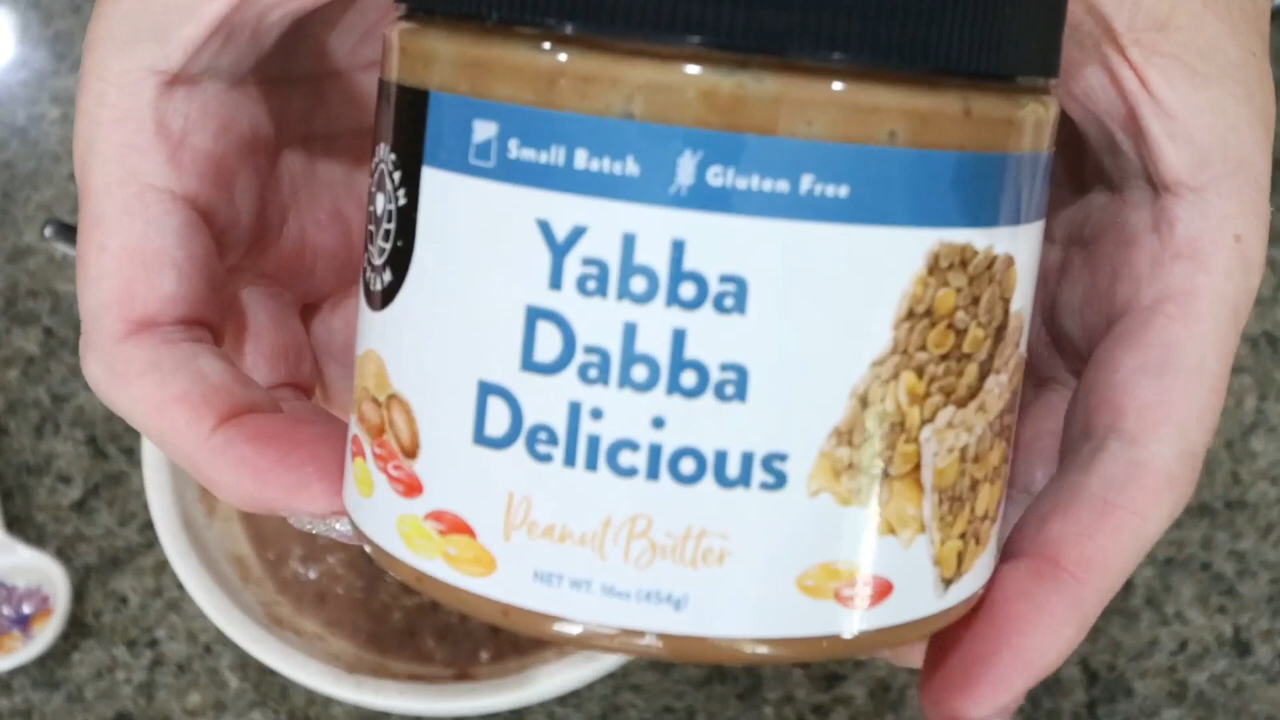 Small Batch
Gluten Free
Yabba
Dabba
Delicious
Peanut Butter
NET WT. 16oz (454g)